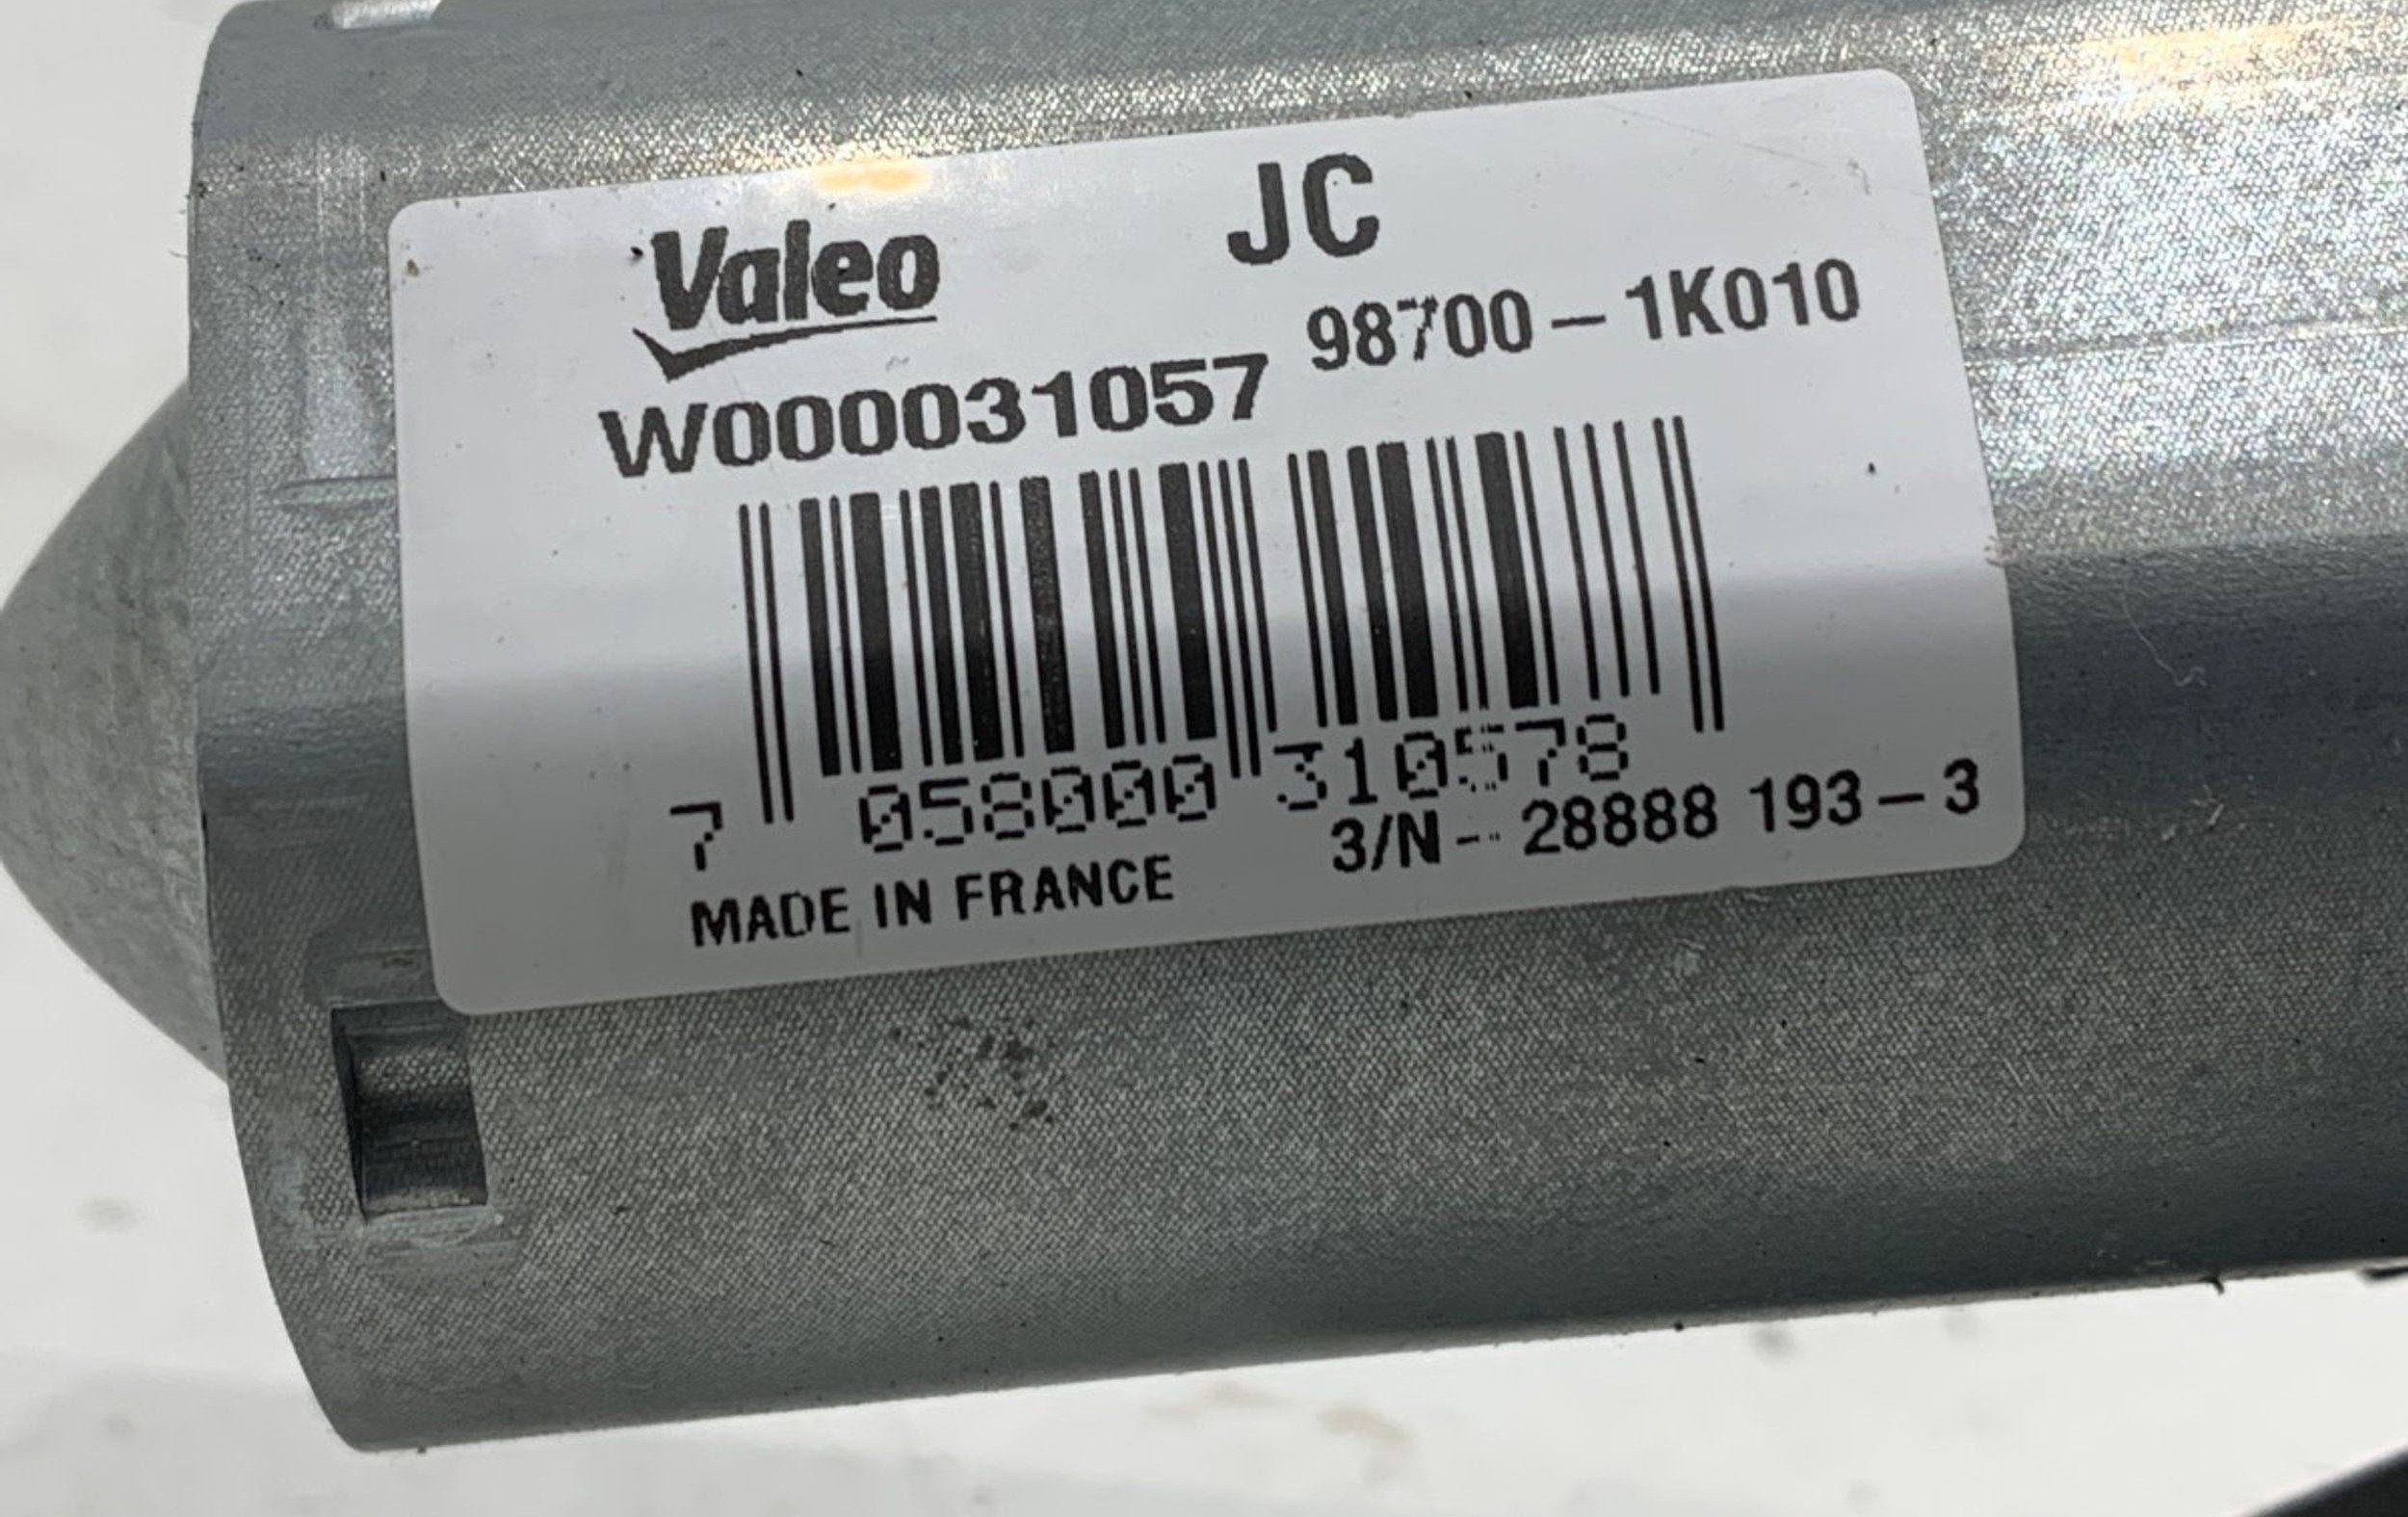 Valeo
JC
W000031057
98700-1K010
7 058000 310578
MADE IN FRANCE
3/N-- 28888 193-3